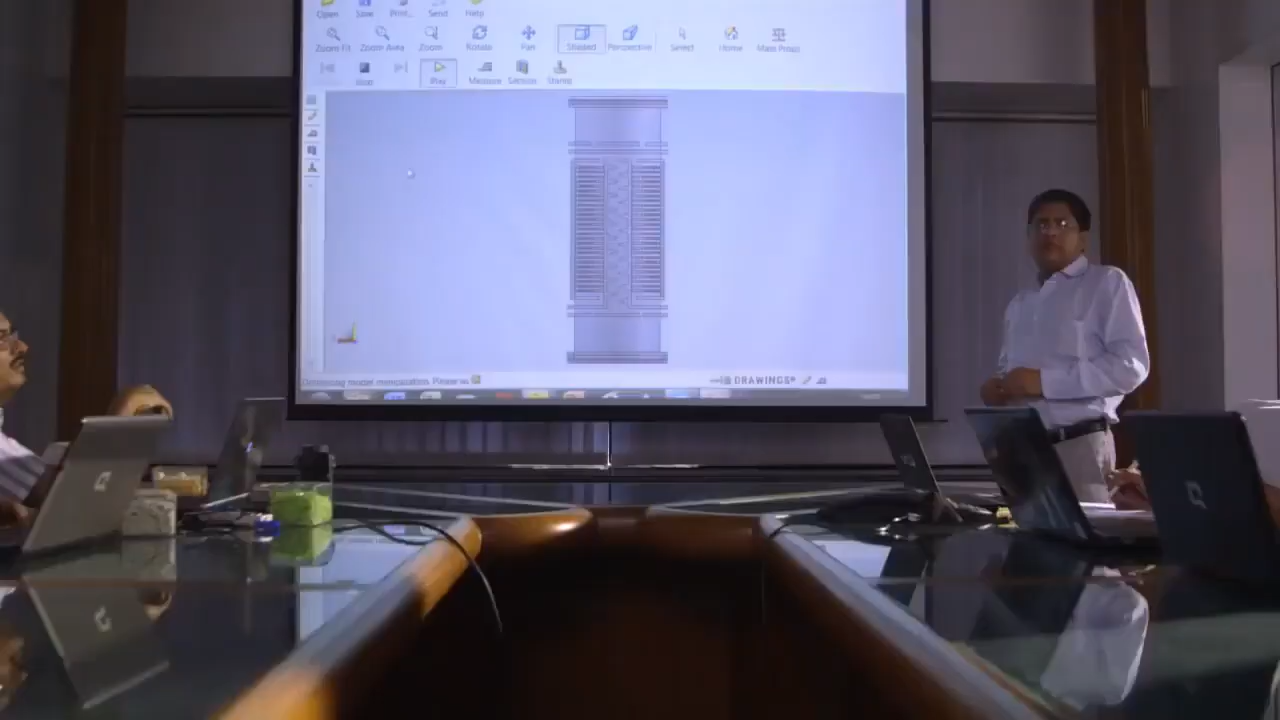 Open Save Print... Send Help
Zoom Fit Zoom Area Zoom Rotate Pan Shaded Perspective Select Home Mass Props
Stop Play Measure Section Stamp
DRAWINGS®